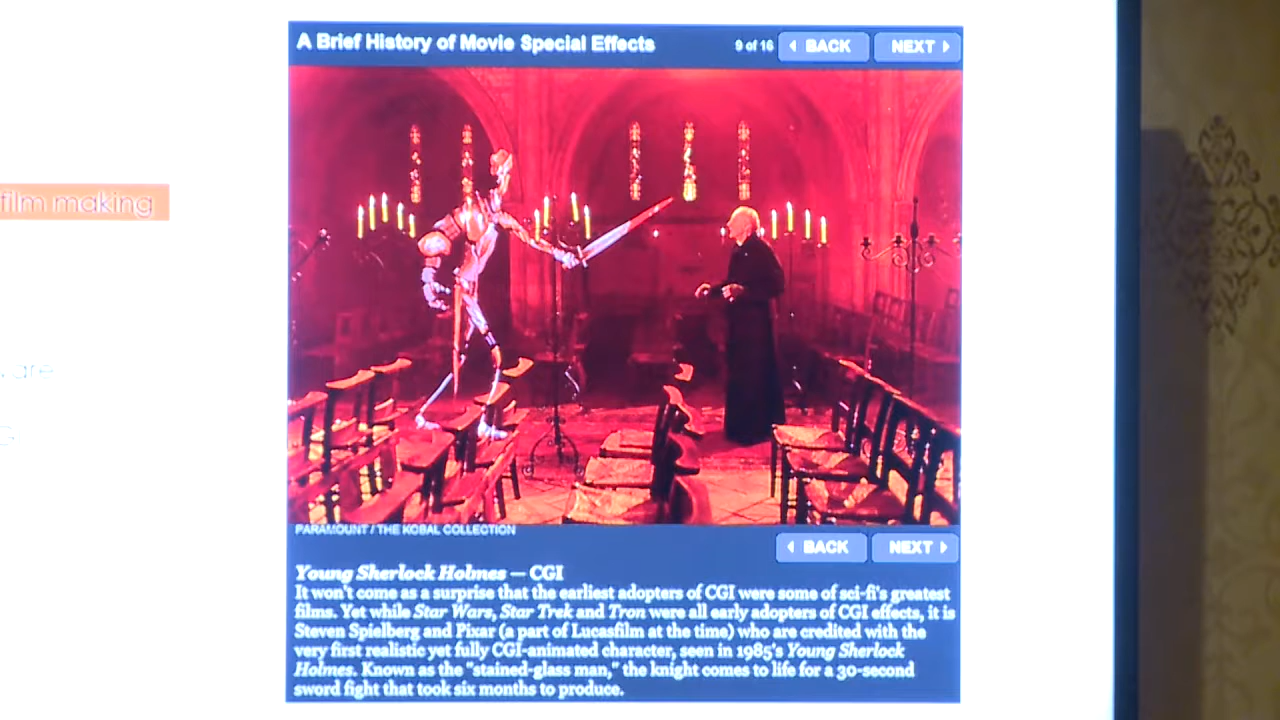 A Brief History of Movie Special Effects
9 of 16
BACK
NEXT
film making
PARAMOUNT / THE KOBAL COLLECTION
BACK
NEXT
Young Sherlock Holmes — CGI
It won't come as a surprise that the earliest adopters of CGI were some of sci-fi's greatest
films. Yet while Star Wars, Star Trek and Tron were all early adopters of CGI effects, it is
Steven Spielberg and Pixar (a part of Lucasfilm at the time) who are credited with the
very first realistic yet fully CGI-animated character, seen in 1985's Young Sherlock
Holmes. Known as the "stained-glass man," the knight comes to life for a 30-second
sword fight that took six months to produce.